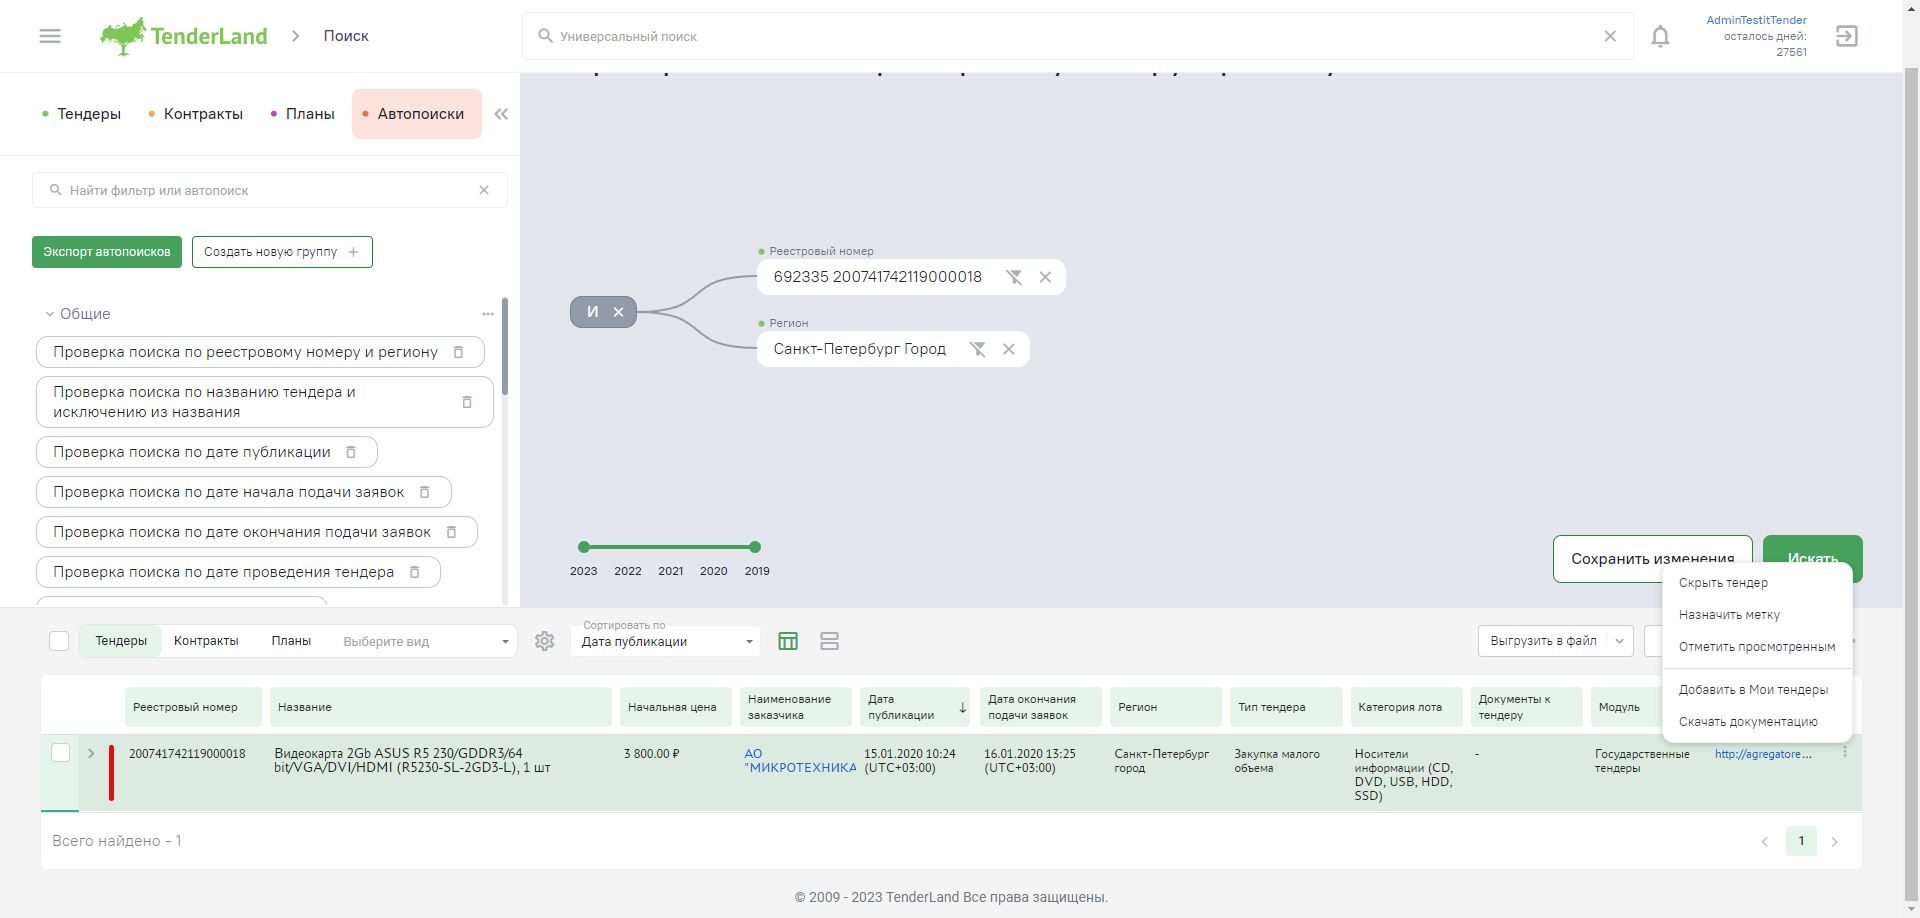 TenderLand
Поиск
Универсальный поиск
AdminTestitTender
осталось дней:
27561
Тендеры
Контракты
Планы
Автопоиски
Найти фильтр или автопоиск
Экспорт автопоисков
Создать новую группу
Общие
Проверка поиска по реестровому номеру и региону
Проверка поиска по названию тендера и
исключению из названия
Проверка поиска по дате публикации
Проверка поиска по дате начала подачи заявок
Проверка поиска по дате окончания подачи заявок
Проверка поиска по дате проведения тендера
И
Реестровый номер
692335 200741742119000018
Регион
Санкт-Петербург Город
2023 2022 2021 2020 2019
Сохранить изменения
Искать
Скрыть тендер
Назначить метку
Отметить просмотренным
Добавить в Мои тендеры
Скачать документацию
Тендеры
Контракты
Планы
Выберите вид
Сортировать по
Дата публикации
Выгрузить в файл
Реестровый номер
Название
Начальная цена
Наименование
заказчика
Дата
публикации
Дата окончания
подачи заявок
Регион
Тип тендера
Категория лота
Документы к
тендеру
Модуль
200741742119000018
Видеокарта 2Gb ASUS R5 230/GDDR3/64
bit/VGA/DVI/HDMI (R5230-SL-2GD3-L), 1 шт
3 800.00 ₽
АО
"МИКРОТЕХНИКА
15.01.2020 10:24
(UTC+03:00)
16.01.2020 13:25
(UTC+03:00)
Санкт-Петербург
город
Закупка малого
объема
Носители
информации (CD,
DVD, USB, HDD,
SSD)
-
Государственные
тендеры
http://agregatore...
Всего найдено - 1
1
© 2009 - 2023 TenderLand Все права защищены.